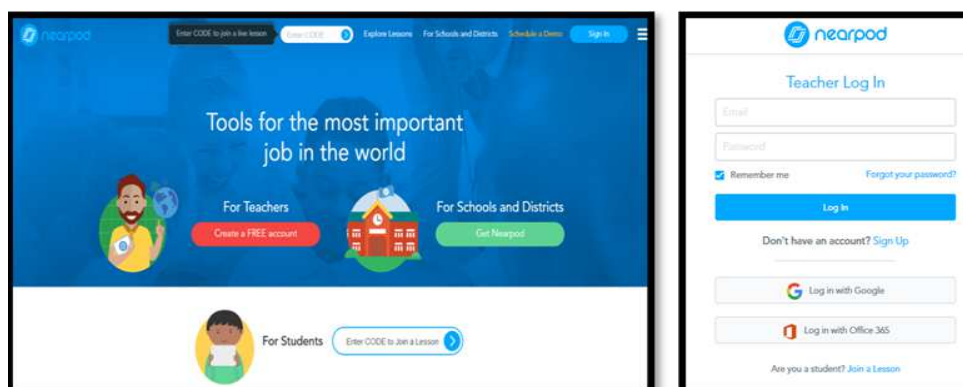 nearpod
Enter CODE to join a live lesson
Enter CODE
Explore Lessons
For Schools and Districts
Schedule a Demo
Sign In
Tools for the most important
job in the world
For Teachers
Create a FREE account
For Schools and Districts
Get Nearpod
For Students
Enter CODE to Join a Lesson
nearpod
Teacher Log In
Email
Password
Remember me
Forgot your password?
Log In
Don't have an account? Sign Up
Log in with Google
Log in with Office 365
Are you a student? Join a Lesson